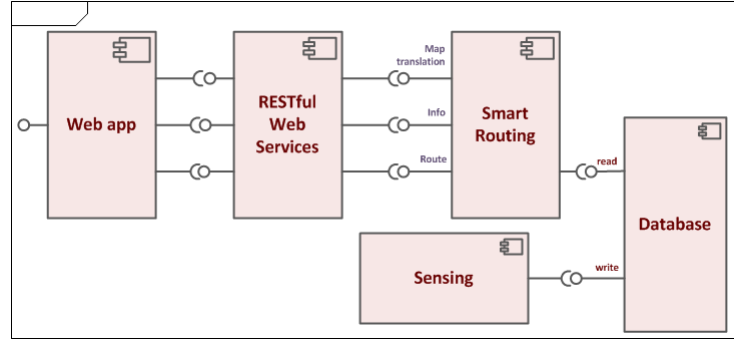 Web app
RESTful
Web
Services
Map
translation
Info
Route
Smart
Routing
read
Database
Sensing
write